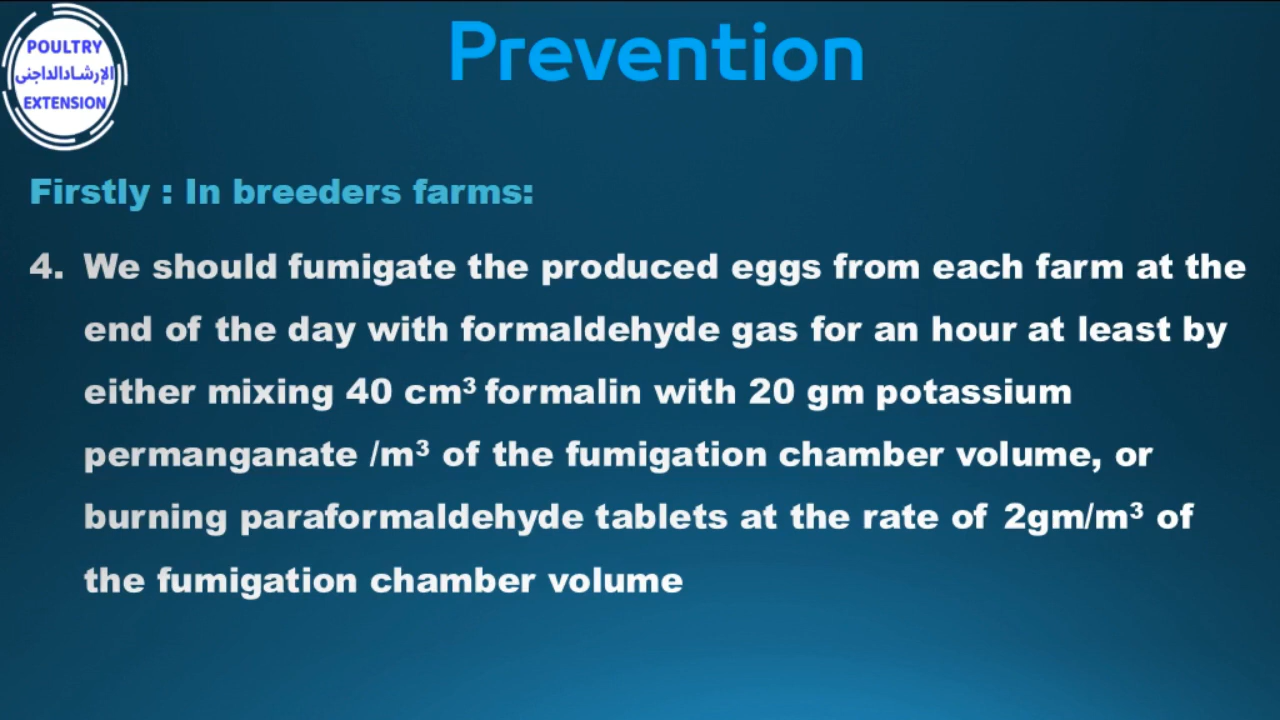 POULTRY
الإرشادالداجنى
EXTENSION
Prevention
Firstly : In breeders farms:
4. We should fumigate the produced eggs from each farm at the
end of the day with formaldehyde gas for an hour at least by
either mixing 40 cm³ formalin with 20 gm potassium
permanganate /m³ of the fumigation chamber volume, or
burning paraformaldehyde tablets at the rate of 2gm/m³ of
the fumigation chamber volume